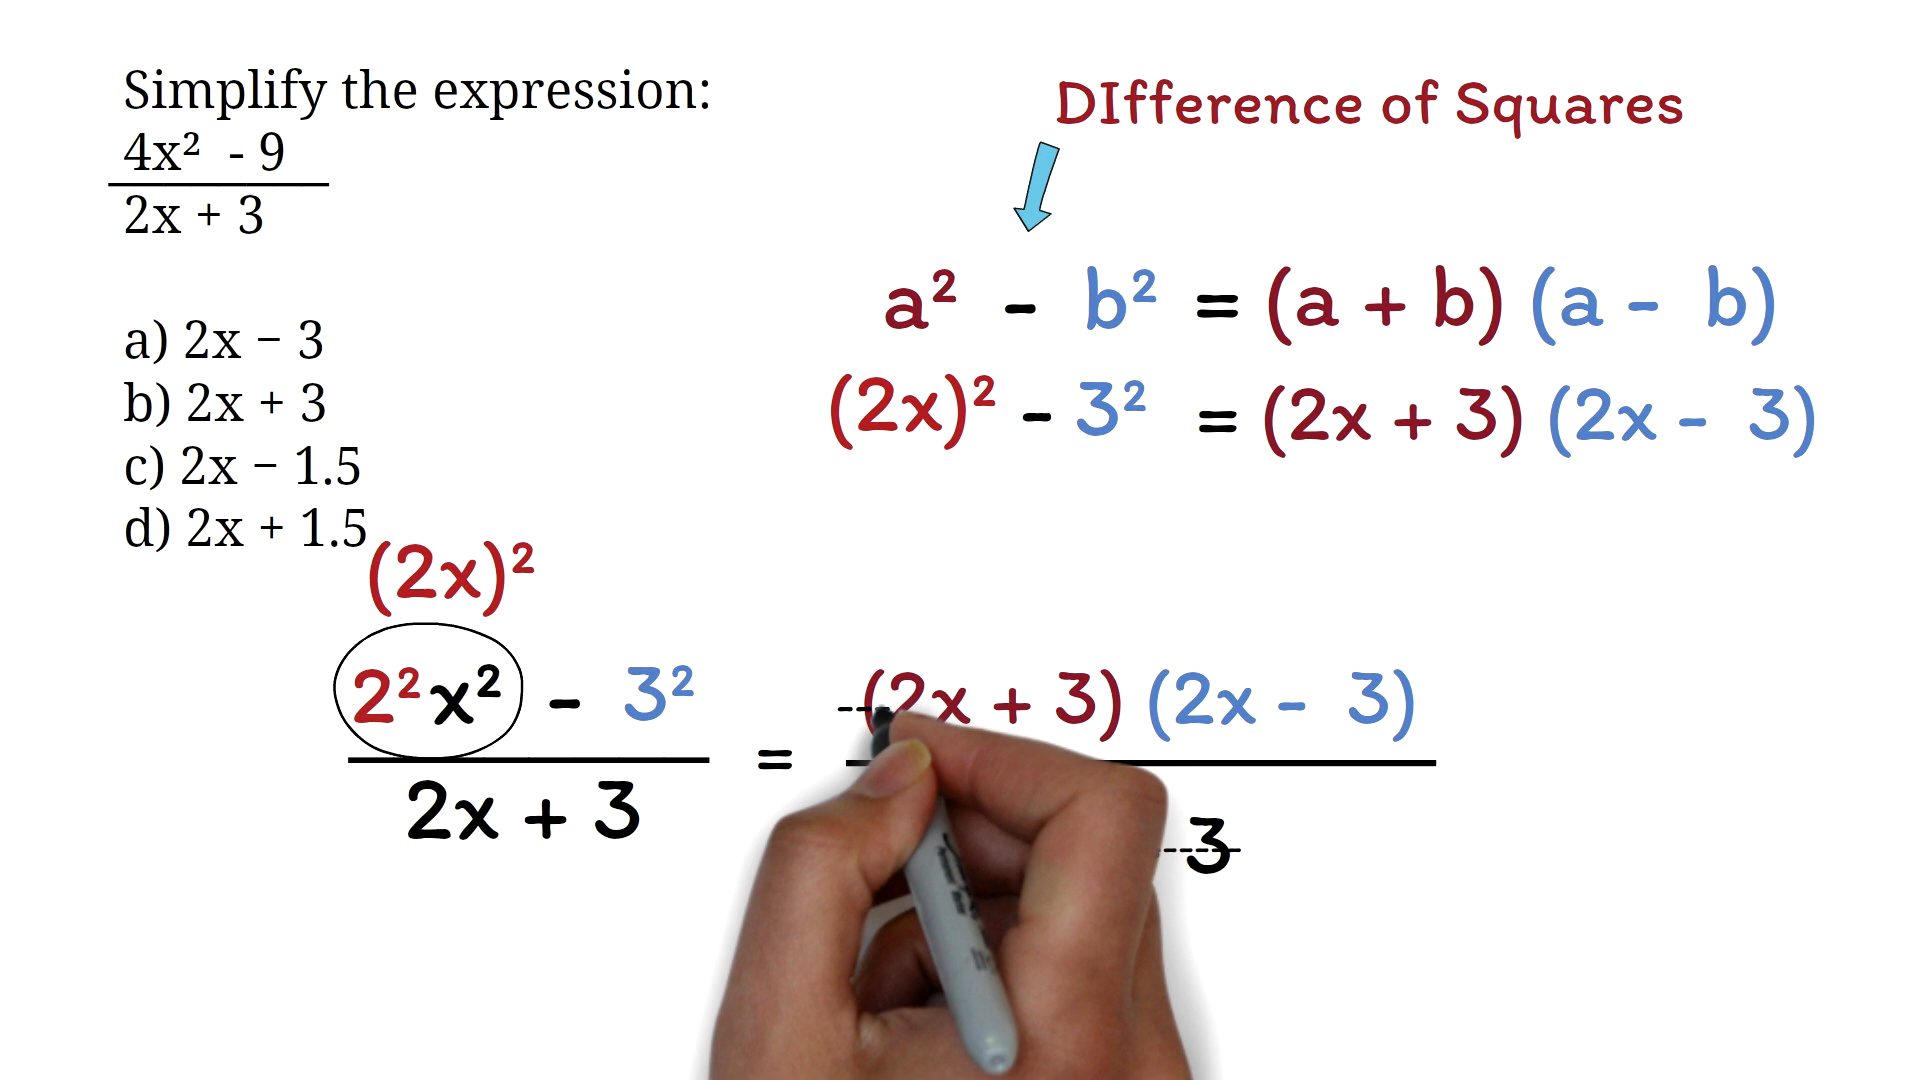 Simplify the expression:
4x² - 9
2x + 3
a) 2x − 3
b) 2x + 3
c) 2x − 1.5
d) 2x + 1.5
DIfference of Squares
a² - b² = (a + b) (a - b)
(2x)² - 3² = (2x + 3) (2x - 3)
(2x)²
2² x² - 3² = (2x + 3) (2x - 3)
2x + 3
3